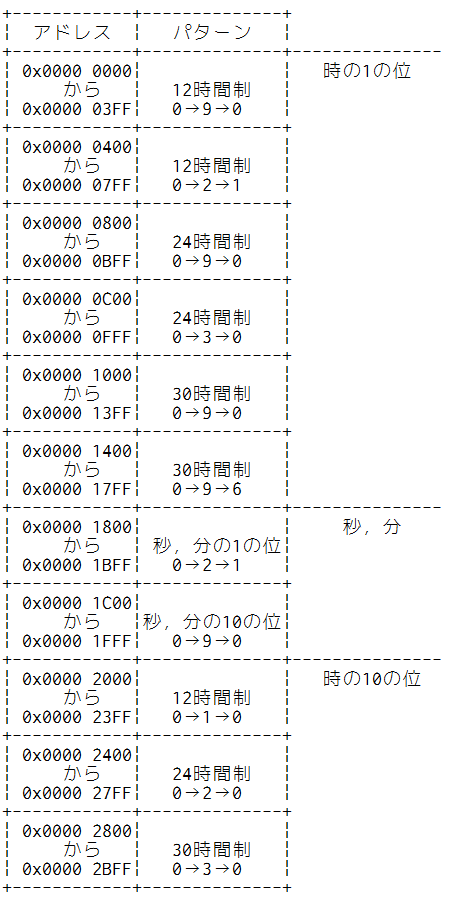 アドレス パターン
時の1の位
0x0000 0000
から 12時間制
0x0000 03FF 0→9→0
0x0000 0400
から 12時間制
0x0000 07FF 0→2→1
0x0000 0800
から 24時間制
0x0000 0BFF 0→9→0
0x0000 0C00
から 24時間制
0x0000 0FFF 0→3→0
0x0000 1000
から 30時間制
0x0000 13FF 0→9→0
0x0000 1400
から 30時間制
0x0000 17FF 0→9→6
0x0000 1800 秒，分
から 秒，分の1の位
0x0000 1BFF 0→2→1
0x0000 1C00
から 秒，分の10の位
0x0000 1FFF 0→9→0
0x0000 2000 時の10の位
から 12時間制
0x0000 23FF 0→1→0
0x0000 2400
から 24時間制
0x0000 27FF 0→2→0
0x0000 2800
から 30時間制
0x0000 2BFF 0→3→0